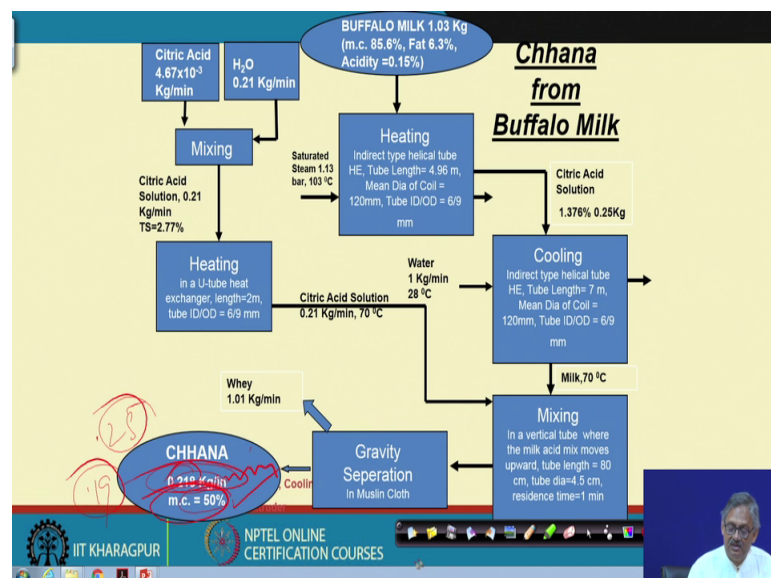 Citric Acid
4.67x10-3
Kg/min
H2O
0.21 Kg/min
BUFFALO MILK 1.03 Kg
(m.c. 85.6%, Fat 6.3%,
Acidity =0.15%)
Chhana
from
Buffalo Milk
Mixing
Saturated
Steam 1.13
bar, 103 ⁰C
Heating
Indirect type helical tube
HE, Tube Length= 4.96 m,
Mean Dia of Coil =
120mm, Tube ID/OD = 6/9
mm
Citric Acid
Solution
1.376% 0.25Kg
Citric Acid
Solution, 0.21
Kg/min
TS=2.77%
Heating
in a U-tube heat
exchanger, length=2m,
tube ID/OD = 6/9 mm
Water
1 Kg/min
28 ⁰C
Cooling
Indirect type helical tube
HE, Tube Length= 7 m,
Mean Dia of Coil =
120mm, Tube ID/OD = 6/9
mm
Citric Acid Solution
0.21 Kg/min, 70 ⁰C
Milk,70 ⁰C
Whey
1.01 Kg/min
Mixing
In a vertical tube where
the milk acid mix moves
upward, tube length = 80
cm, tube dia=4.5 cm,
residence time=1 min
Gravity
Seperation
In Muslin Cloth
.25
.19
CHHANA
0.218 Kg/in
m.c. = 50%
Coolin
IIT KHARAGPUR
NPTEL ONLINE
CERTIFICATION COURSES